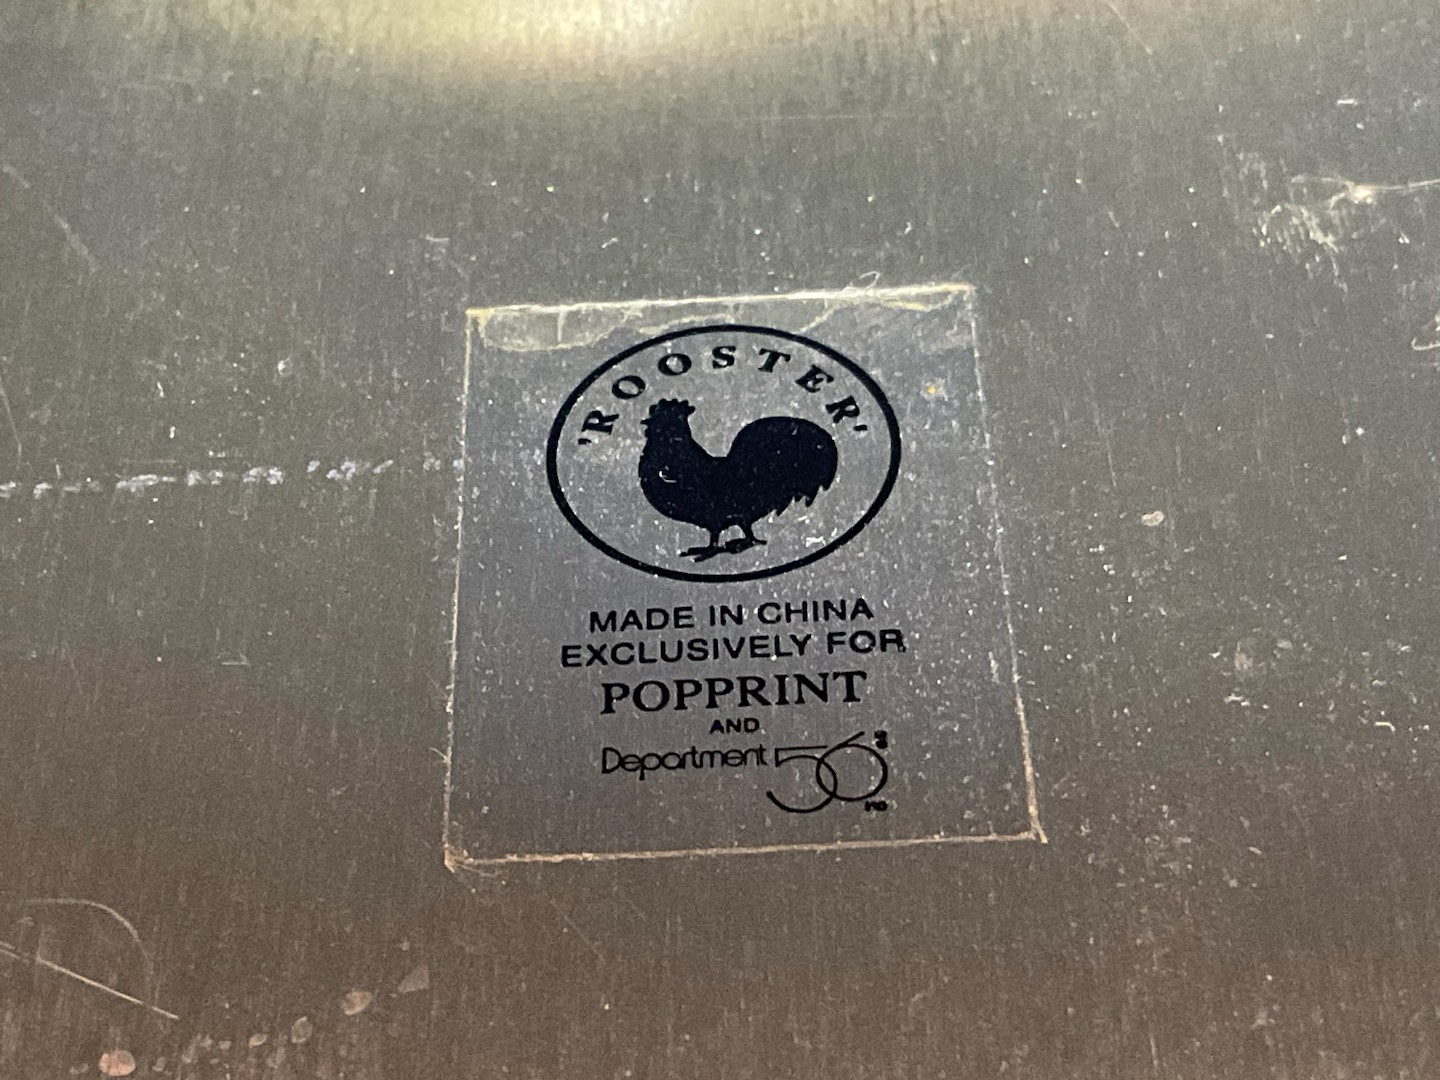 'ROOSTER'
MADE IN CHINA
EXCLUSIVELY FOR
POPPRINT
AND
Department 56